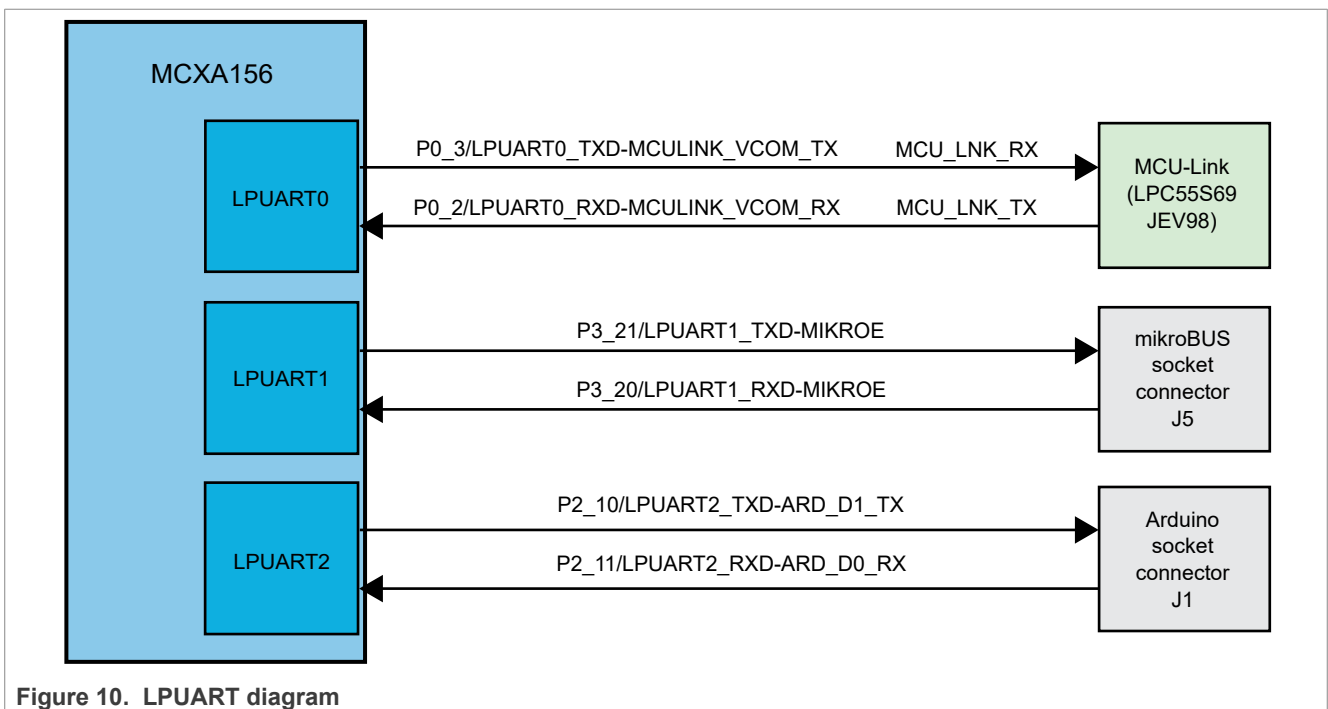 MCXA156
LPUART0
P0_3/LPUART0_TXD-MCULINK_VCOM_TX MCU_LNK_RX
P0_2/LPUART0_RXD-MCULINK_VCOM_RX MCU_LNK_TX
MCU-Link
(LPC55S69
JEV98)
LPUART1
P3_21/LPUART1_TXD-MIKROE
P3_20/LPUART1_RXD-MIKROE
mikroBUS
socket
connector
J5
LPUART2
P2_10/LPUART2_TXD-ARD_D1_TX
P2_11/LPUART2_RXD-ARD_D0_RX
Arduino
socket
connector
J1
Figure 10. LPUART diagram